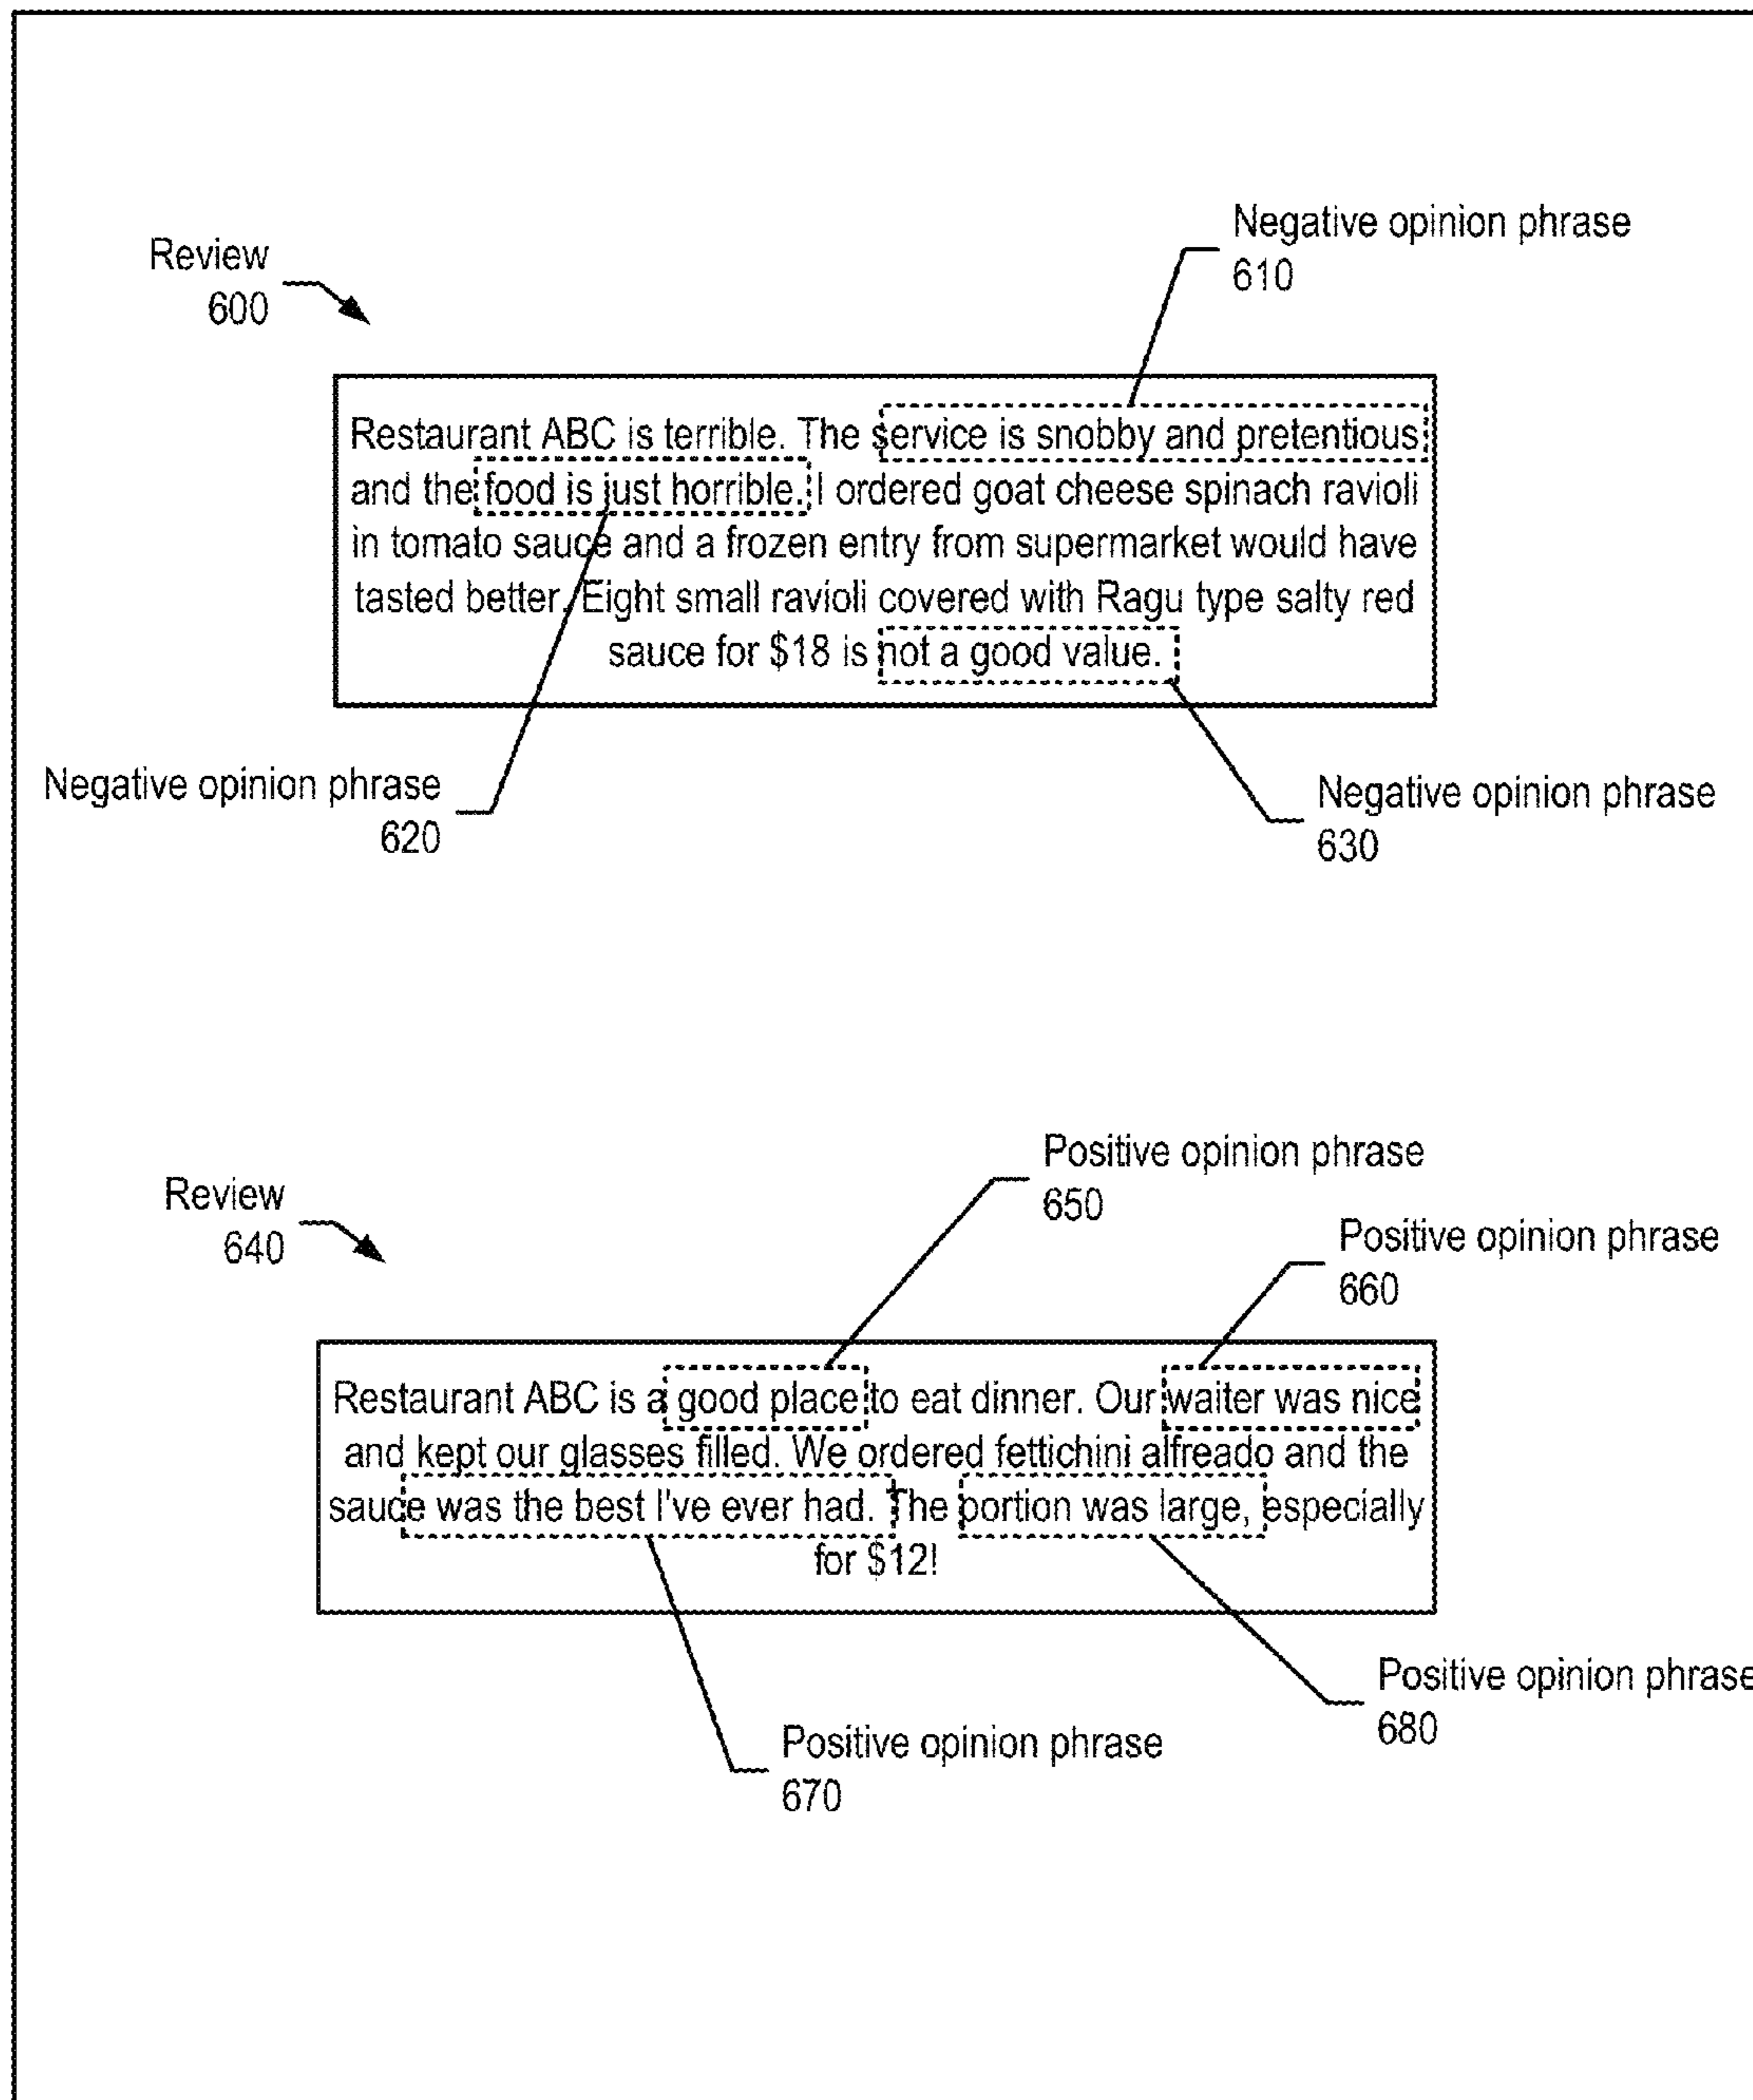 Negative opinion phrase
610
Review
600
Restaurant ABC is terrible. The service is snobby and pretentious
and the food is just horrible. I ordered goat cheese spinach ravioli
in tomato sauce and a frozen entry from supermarket would have
tasted better. Eight small ravioli covered with Ragu type salty red
sauce for $18 is not a good value.
Negative opinion phrase
620
Negative opinion phrase
630
Positive opinion phrase
650
Review
640
Positive opinion phrase
660
Restaurant ABC is a good place to eat dinner. Our waiter was nice
and kept our glasses filled. We ordered fettichini alfreado and the
sauce was the best I've ever had. The portion was large, especially
for $12!
Positive opinion phrase
680
Positive opinion phrase
670